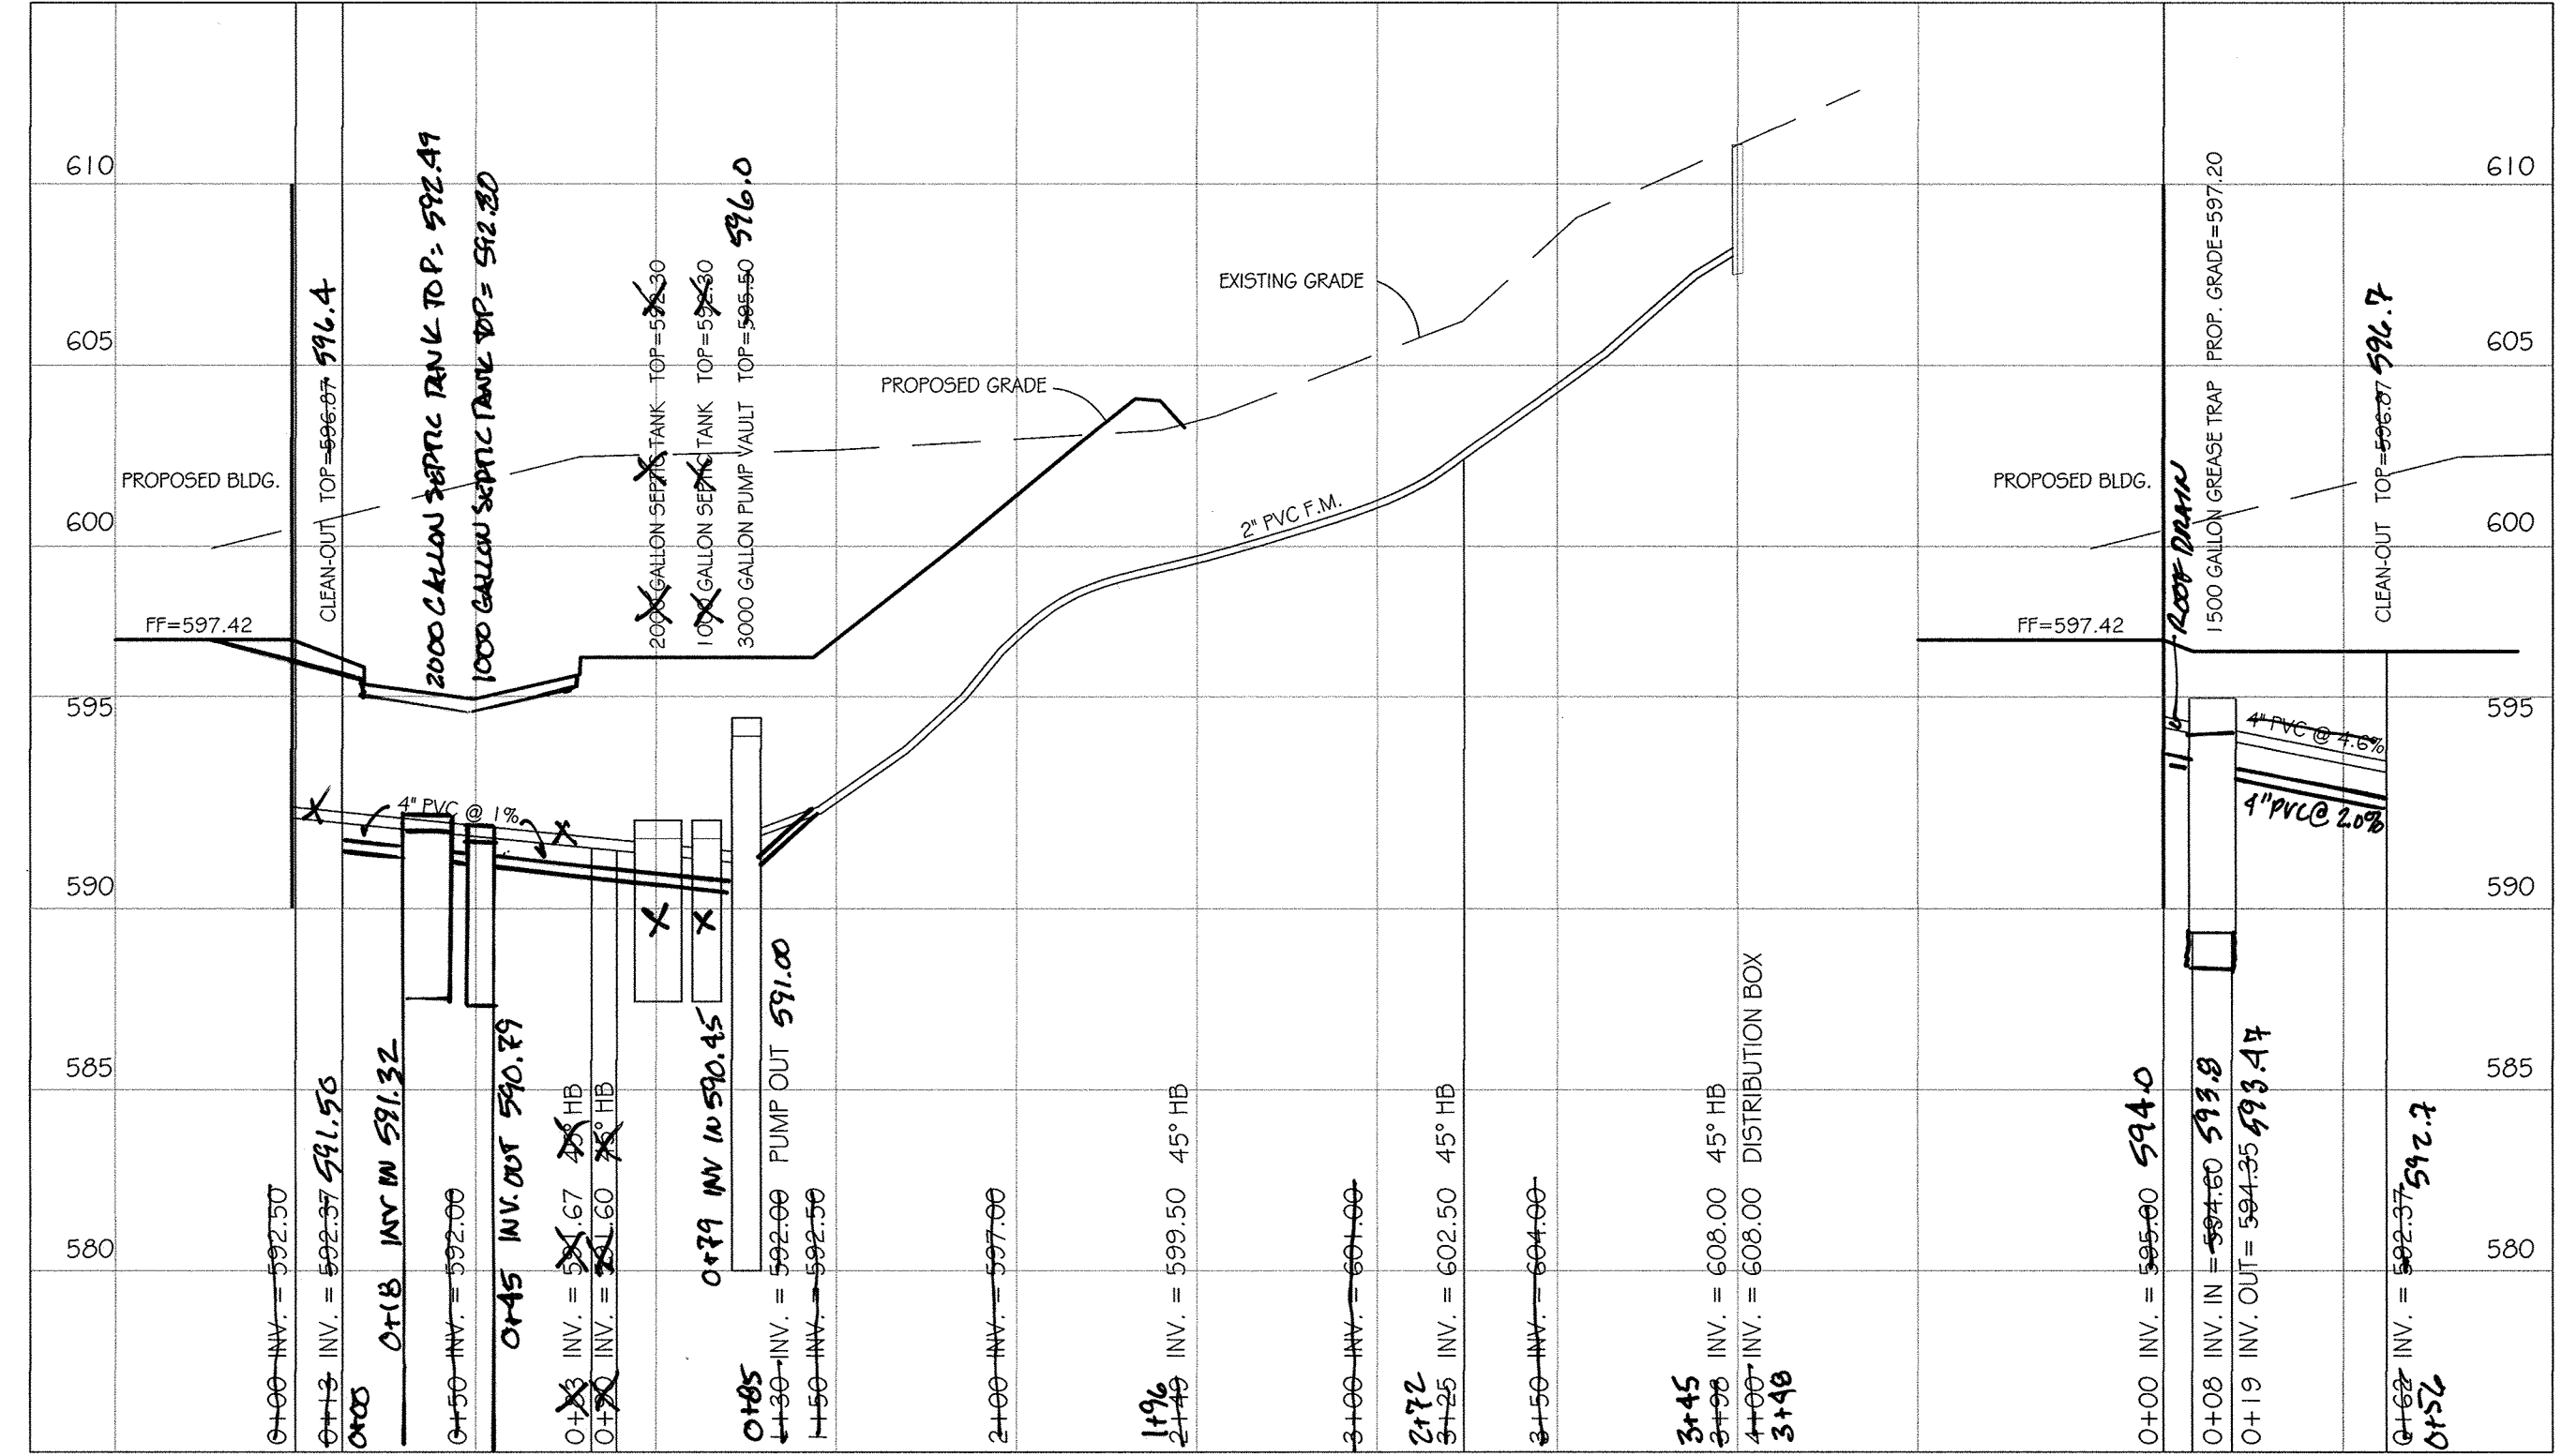 610
605
600
595
590
585
580
PROPOSED BLDG.
FF=597.42
CLEAN-OUT TOP=596.87 596.4
2000 GALLON SEPTIC TANK TOP= 592.49
1000 GALLON SEPTIC TANK TOP= 592.20
2000 GALLON SEPTIC TANK TOP=592.30
1000 GALLON SEPTIC TANK TOP=592.30
3000 GALLON PUMP VAULT TOP=595.50 596.0
PROPOSED GRADE
EXISTING GRADE
2" PVC F.M.
4" PVC @ 1%
0+00 INV. = 592.50
0+13 INV. = 592.37 591.50
0+00
0+18 INV IN 591.32
0+50 INV. = 592.00
0+45 INV. OUT 590.79
0+83 INV. = 591.67 45° HB
0+90 INV. = 591.60 45° HB
0+79 INV IN 590.45
0+85
1+30 INV. = 592.00 PUMP OUT 591.00
1+50 INV. = 592.50
2+00 INV. = 597.00
1+96
2+49 INV. = 599.50 45° HB
3+00 INV. = 601.00
2+72
3+25 INV. = 602.50 45° HB
3+50 INV. = 604.00
3+45
3+98 INV. = 608.00 45° HB
4+00 INV. = 608.00 DISTRIBUTION BOX
3+48
PROPOSED BLDG.
FF=597.42
ROOF DRAIN
1500 GALLON GREASE TRAP PROP. GRADE=597.20
CLEAN-OUT TOP=596.87 596.7
4" PVC @ 4.6%
4" PVC @ 2.0%
0+00 INV. = 595.00 594.0
0+08 INV. IN =594.60 593.8
0+19 INV. OUT= 594.35 593.47
0+62 INV. = 592.37 592.7
0+56
610
605
600
595
590
585
580